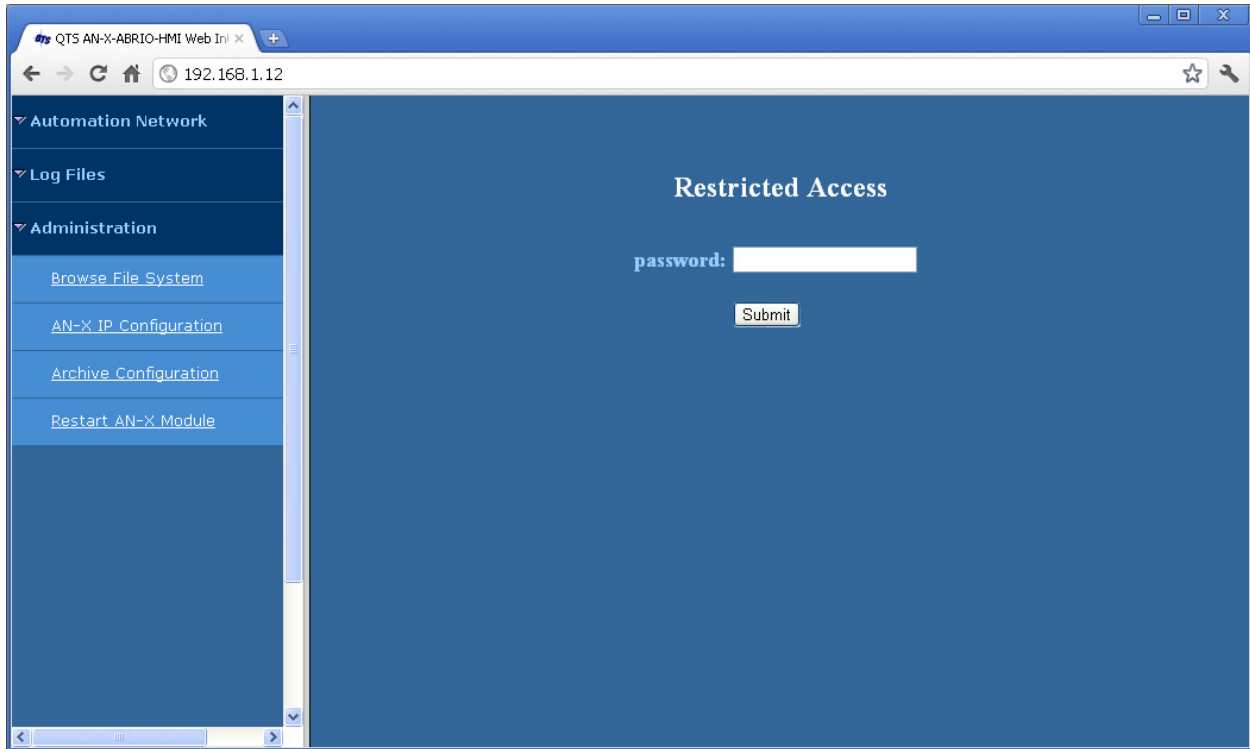 QTS QTS AN-X-ABRIO-HMI Web In
192.168.1.12
Automation Network
Log Files
Administration
Browse File System
AN-X IP Configuration
Archive Configuration
Restart AN-X Module
Restricted Access
password:
Submit